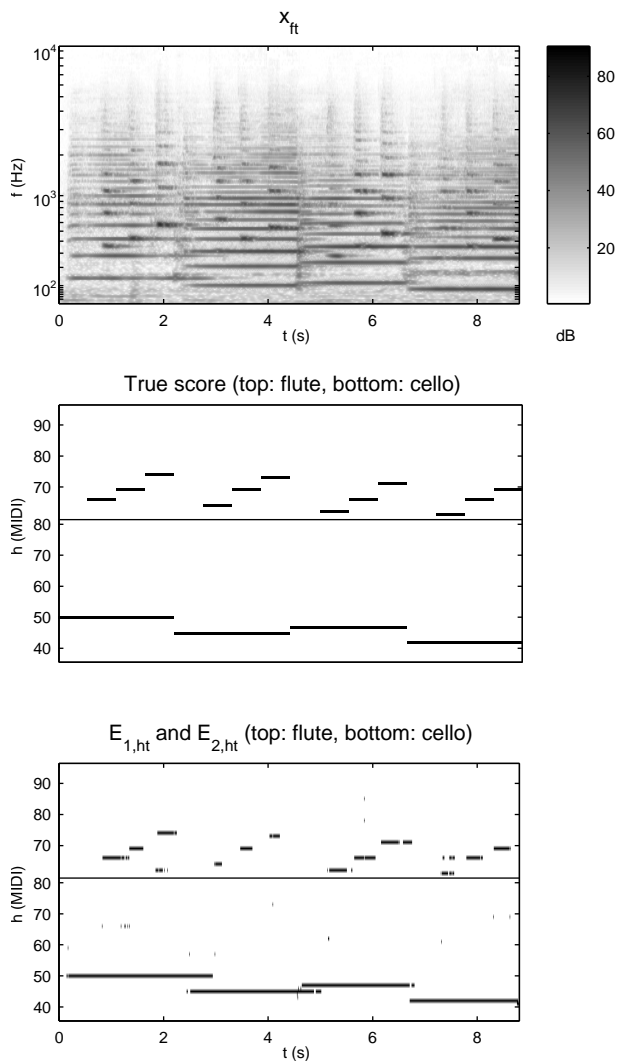 x_ft
10^4
10^3
10^2
f (Hz)
0 2 4 6 8
t (s)
80
60
40
20
dB
True score (top: flute, bottom: cello)
90
80
70
80
70
60
50
40
h (MIDI)
E_1,ht and E_2,ht (top: flute, bottom: cello)
90
80
70
80
70
60
50
40
h (MIDI)
0 2 4 6 8
t (s)